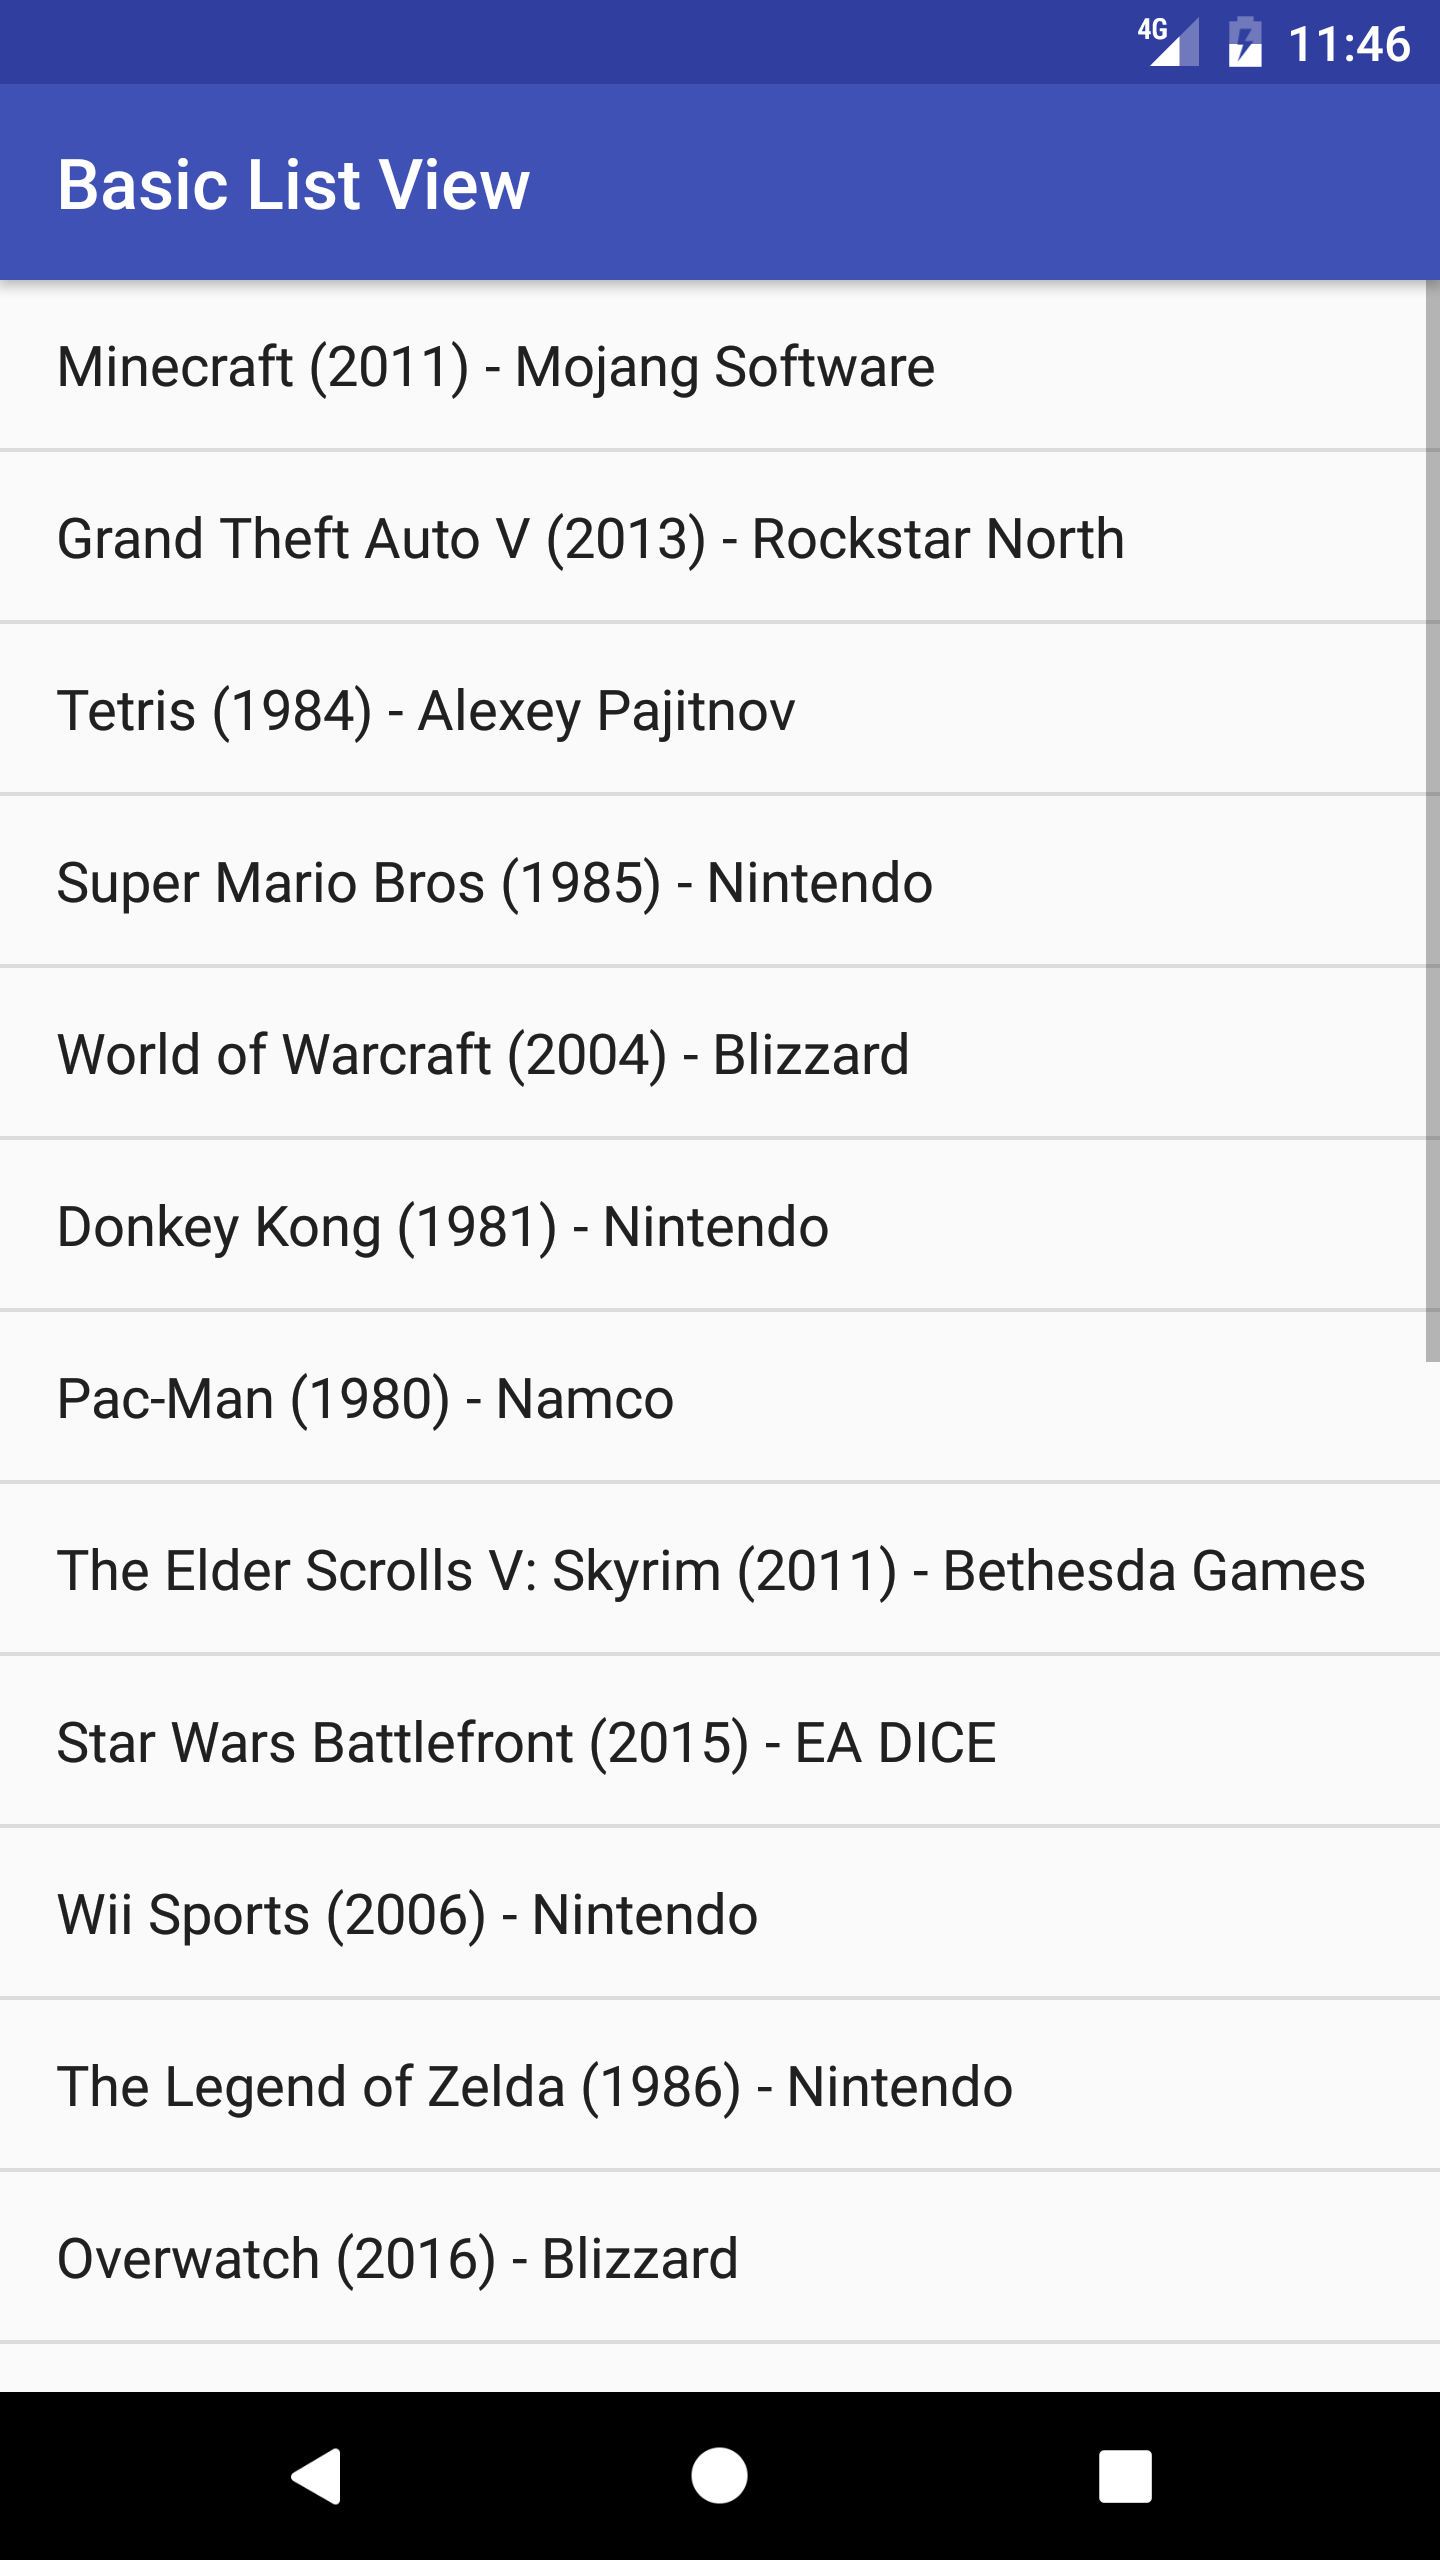 4G 11:46
Basic List View
Minecraft (2011) - Mojang Software
Grand Theft Auto V (2013) - Rockstar North
Tetris (1984) - Alexey Pajitnov
Super Mario Bros (1985) - Nintendo
World of Warcraft (2004) - Blizzard
Donkey Kong (1981) - Nintendo
Pac-Man (1980) - Namco
The Elder Scrolls V: Skyrim (2011) - Bethesda Games
Star Wars Battlefront (2015) - EA DICE
Wii Sports (2006) - Nintendo
The Legend of Zelda (1986) - Nintendo
Overwatch (2016) - Blizzard